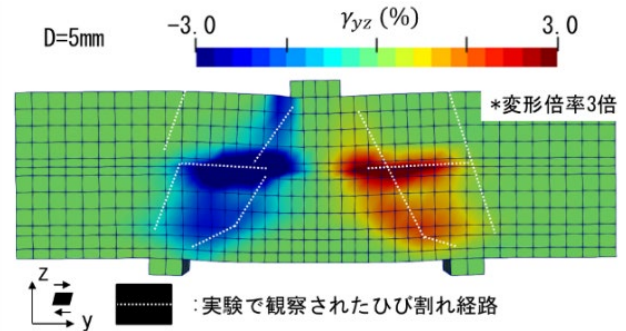 D=5mm
-3.0 γyz (%) 3.0
*変形倍率3倍
z
y
:実験で観察されたひび割れ経路